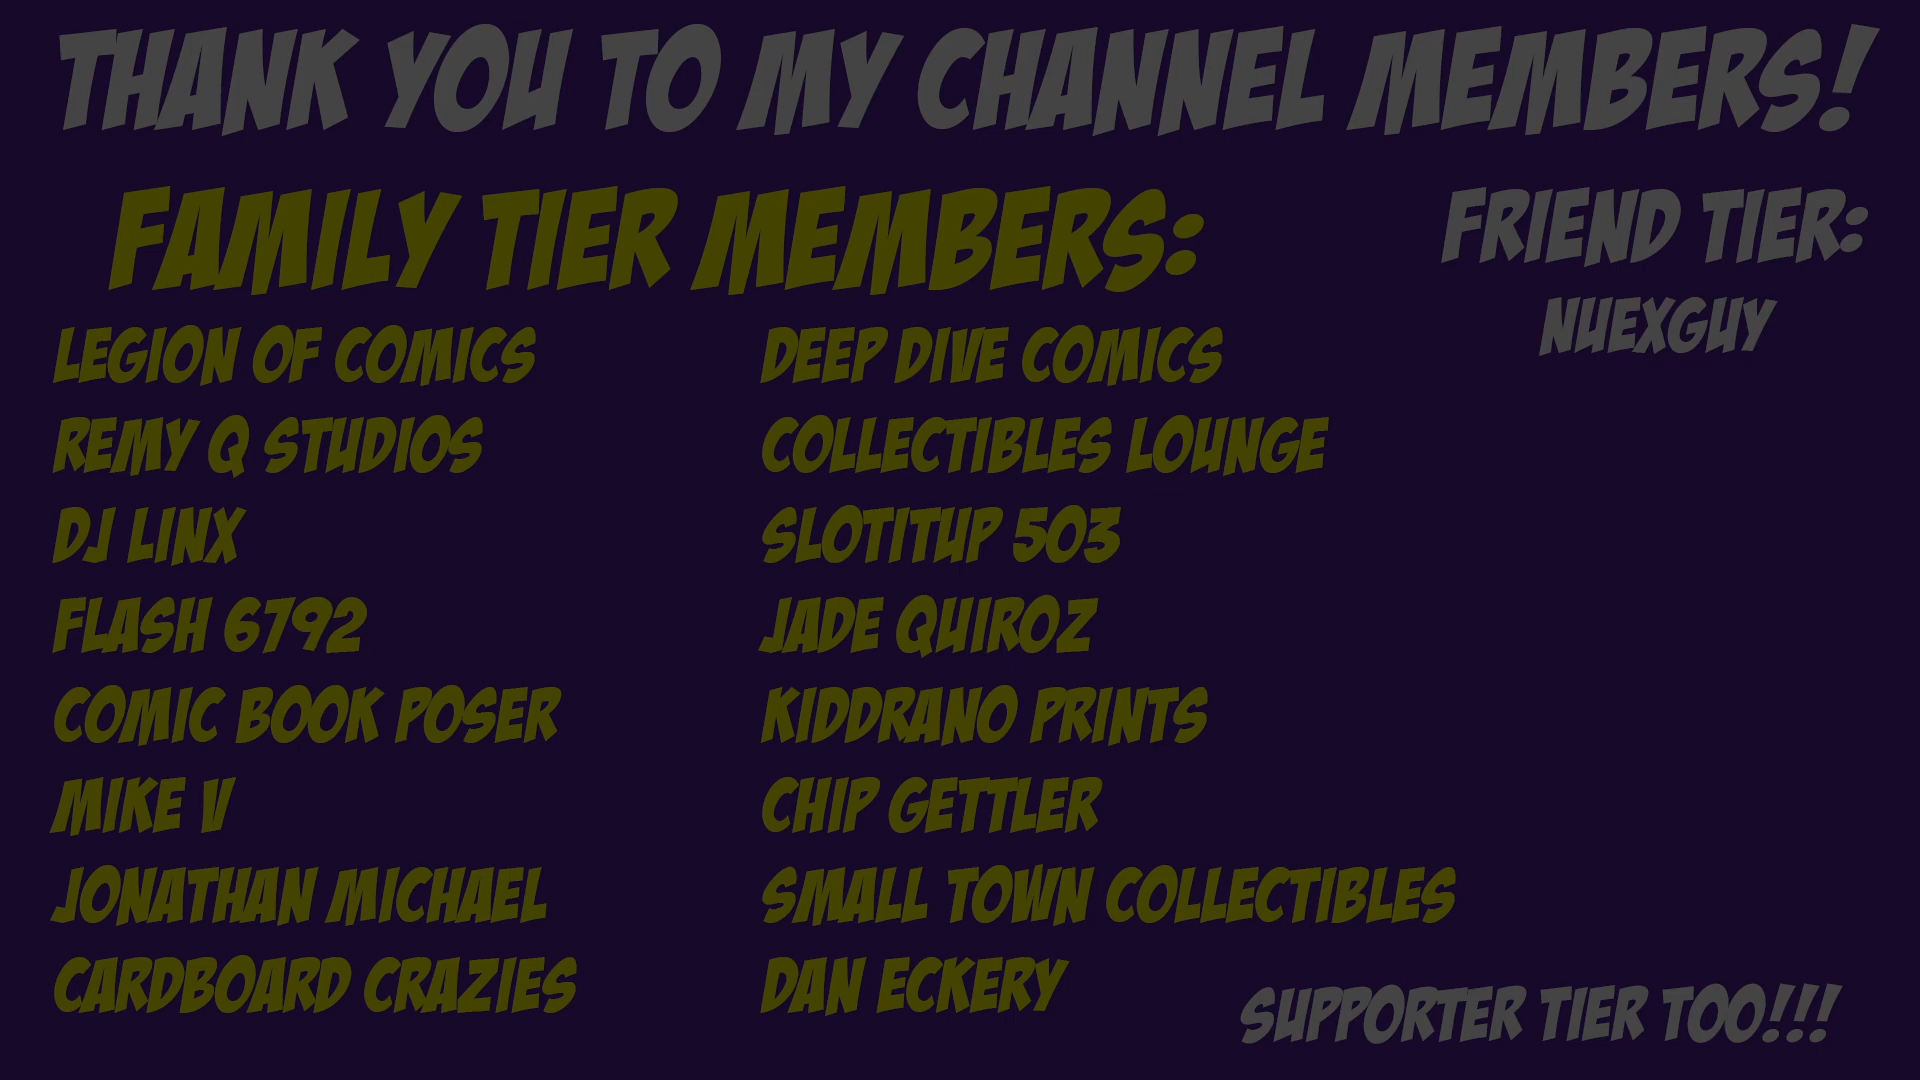 THANK YOU TO MY CHANNEL MEMBERS!
FAMILY TIER MEMBERS:
LEGION OF COMICS
REMY Q STUDIOS
DJ LINX
FLASH 6792
COMIC BOOK POSER
MIKE V
JONATHAN MICHAEL
CARDBOARD CRAZIES
DEEP DIVE COMICS
COLLECTIBLES LOUNGE
SLOTITUP 503
JADE QUIROZ
KIDDRANO PRINTS
CHIP GETTLER
SMALL TOWN COLLECTIBLES
DAN ECKERY
FRIEND TIER:
NUEXGUY
SUPPORTER TIER TOO!!!